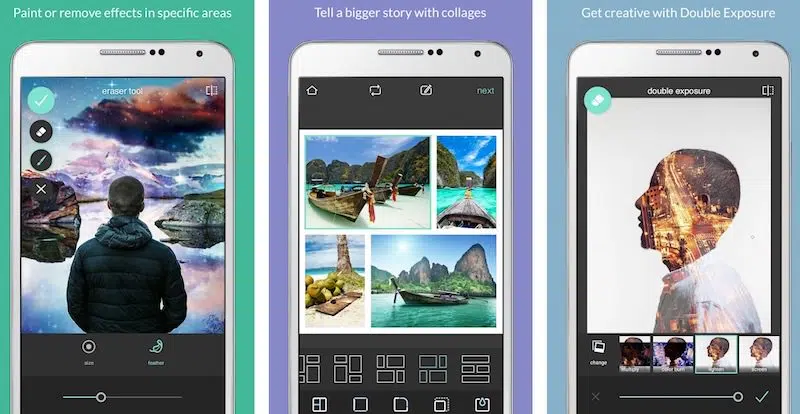 Paint or remove effects in specific areas
eraser tool
size
feather
Tell a bigger story with collages
next
Get creative with Double Exposure
double exposure
change
Multiply
color burn
lighten
screen